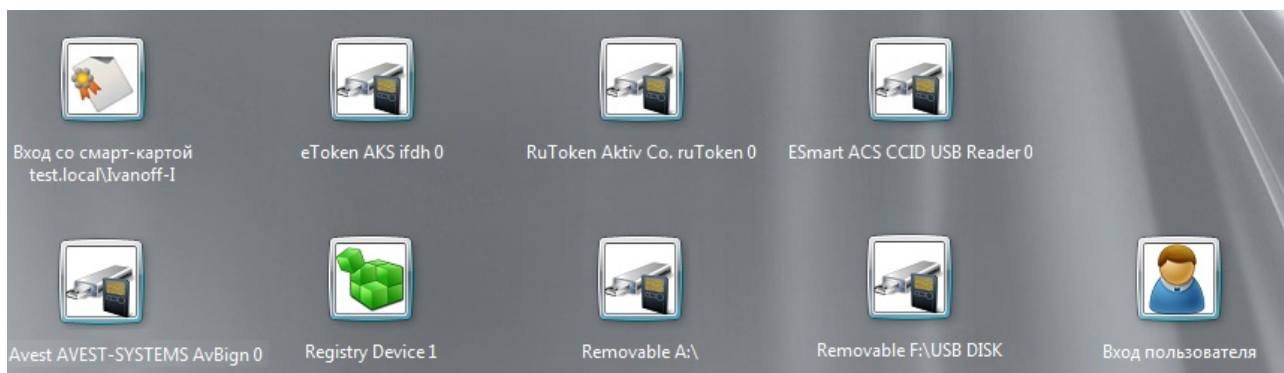 Вход со смарт-картой
test.local\Ivanoff-I
eToken AKS ifdh 0
RuToken Aktiv Co. ruToken 0
ESmart ACS CCID USB Reader 0
Avest AVEST-SYSTEMS AvBign 0
Registry Device 1
Removable A:\
Removable F:\USB DISK
Вход пользователя